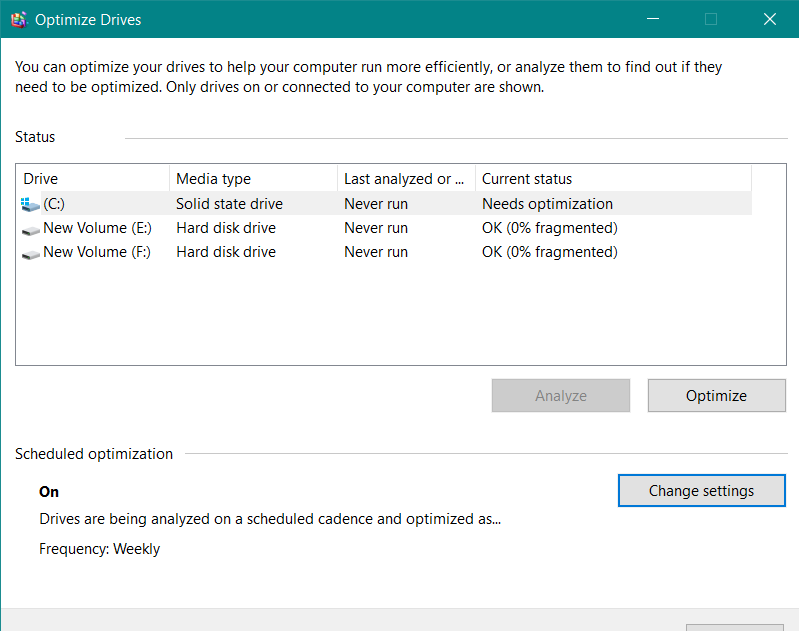 Optimize Drives
You can optimize your drives to help your computer run more efficiently, or analyze them to find out if they
need to be optimized. Only drives on or connected to your computer are shown.
Status
Drive Media type Last analyzed or ... Current status
(C:) Solid state drive Never run Needs optimization
New Volume (E:) Hard disk drive Never run OK (0% fragmented)
New Volume (F:) Hard disk drive Never run OK (0% fragmented)
Analyze Optimize
Scheduled optimization
On
Change settings
Drives are being analyzed on a scheduled cadence and optimized as...
Frequency: Weekly